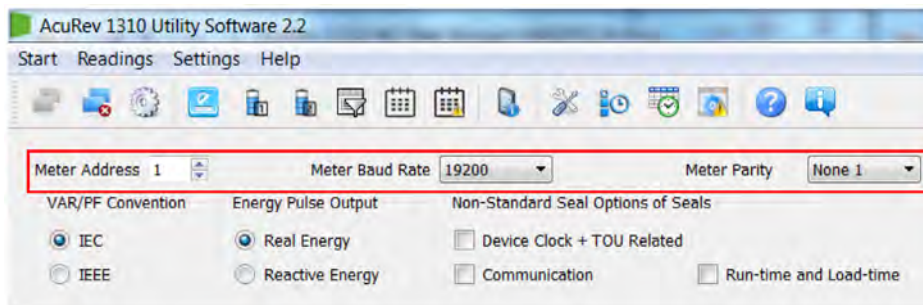 AcuRev 1310 Utility Software 2.2
Start Readings Settings Help
Meter Address 1 Meter Baud Rate 19200 Meter Parity None 1
VAR/PF Convention Energy Pulse Output Non-Standard Seal Options of Seals
IEC Real Energy Device Clock + TOU Related
IEEE Reactive Energy Communication Run-time and Load-time